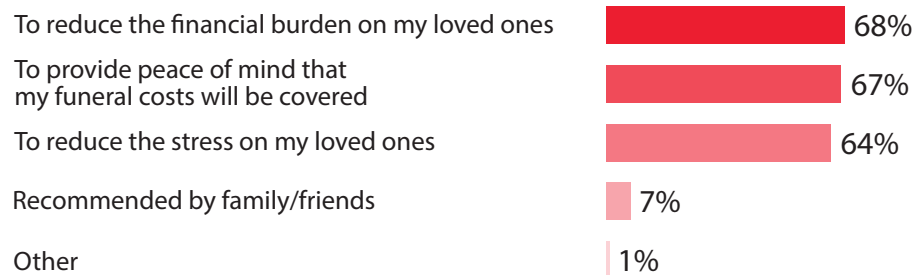 To reduce the financial burden on my loved ones 68%
To provide peace of mind that
my funeral costs will be covered 67%
To reduce the stress on my loved ones 64%
Recommended by family/friends 7%
Other 1%